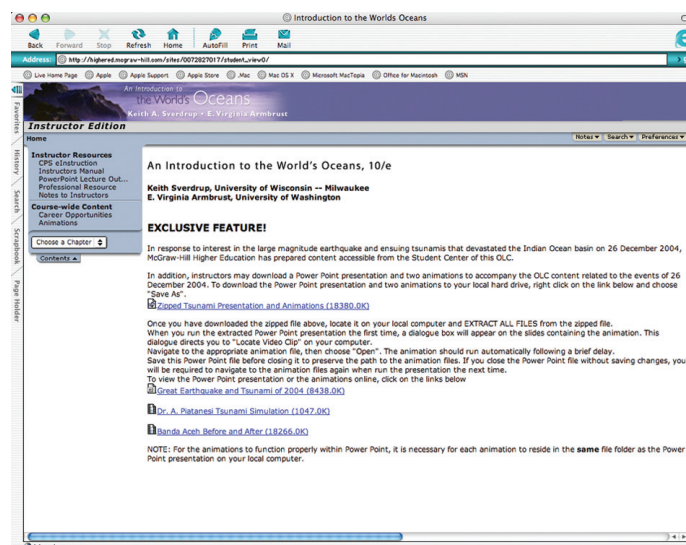 Introduction to the Worlds Oceans
Back Forward Stop Refresh Home AutoFill Print Mail
Address: http://highered.mcgraw-hill.com/sites/0072827017/student_view0/
Live Home Page Apple Apple Support Apple Store .Mac Mac OS X Microsoft MacTopia Office for Macintosh MSN
Favorites
History
Search
Scrapbook
Page Holder
An Introduction to
the World's Oceans
Keith A. Sverdrup • E. Virginia Armbrust
Instructor Edition
Home
Notes Search Preferences
Instructor Resources
CPS eInstruction
Instructors Manual
PowerPoint Lecture Out...
Professional Resource
Notes to Instructors
Course-wide Content
Career Opportunities
Animations
Choose a Chapter
Contents
An Introduction to the World's Oceans, 10/e
Keith Sverdrup, University of Wisconsin -- Milwaukee
E. Virginia Armbrust, University of Washington
EXCLUSIVE FEATURE!
In response to interest in the large magnitude earthquake and ensuing tsunamis that devastated the Indian Ocean basin on 26 December 2004,
McGraw-Hill Higher Education has prepared content accessible from the Student Center of this OLC.
In addition, instructors may download a Power Point presentation and two animations to accompany the OLC content related to the events of 26
December 2004. To download the Power Point presentation and two animations to your local hard drive, right click on the link below and choose
"Save As".
Zipped Tsunami Presentation and Animations (18380.0K)
Once you have downloaded the zipped file above, locate it on your local computer and EXTRACT ALL FILES from the zipped file.
When you run the extracted Power Point presentation the first time, a dialogue box will appear on the slides containing the animation. This
dialogue directs you to "Locate Video Clip" on your computer.
Navigate to the appropriate animation file, then choose "Open". The animation should run automatically following a brief delay.
Save this Power Point file before closing it to preserve the path to the animation files. If you close the Power Point file without saving changes, you
will be required to navigate to the animation files again when run the presentation the next time.
To view the Power Point presentation or the animations online, click on the links below
Great Earthquake and Tsunami of 2004 (8438.0K)
Dr. A. Piatanesi Tsunami Simulation (1047.0K)
Banda Aceh Before and After (18266.0K)
NOTE: For the animations to function properly within Power Point, it is necessary for each animation to reside in the same file folder as the Power
Point presentation on your local computer.